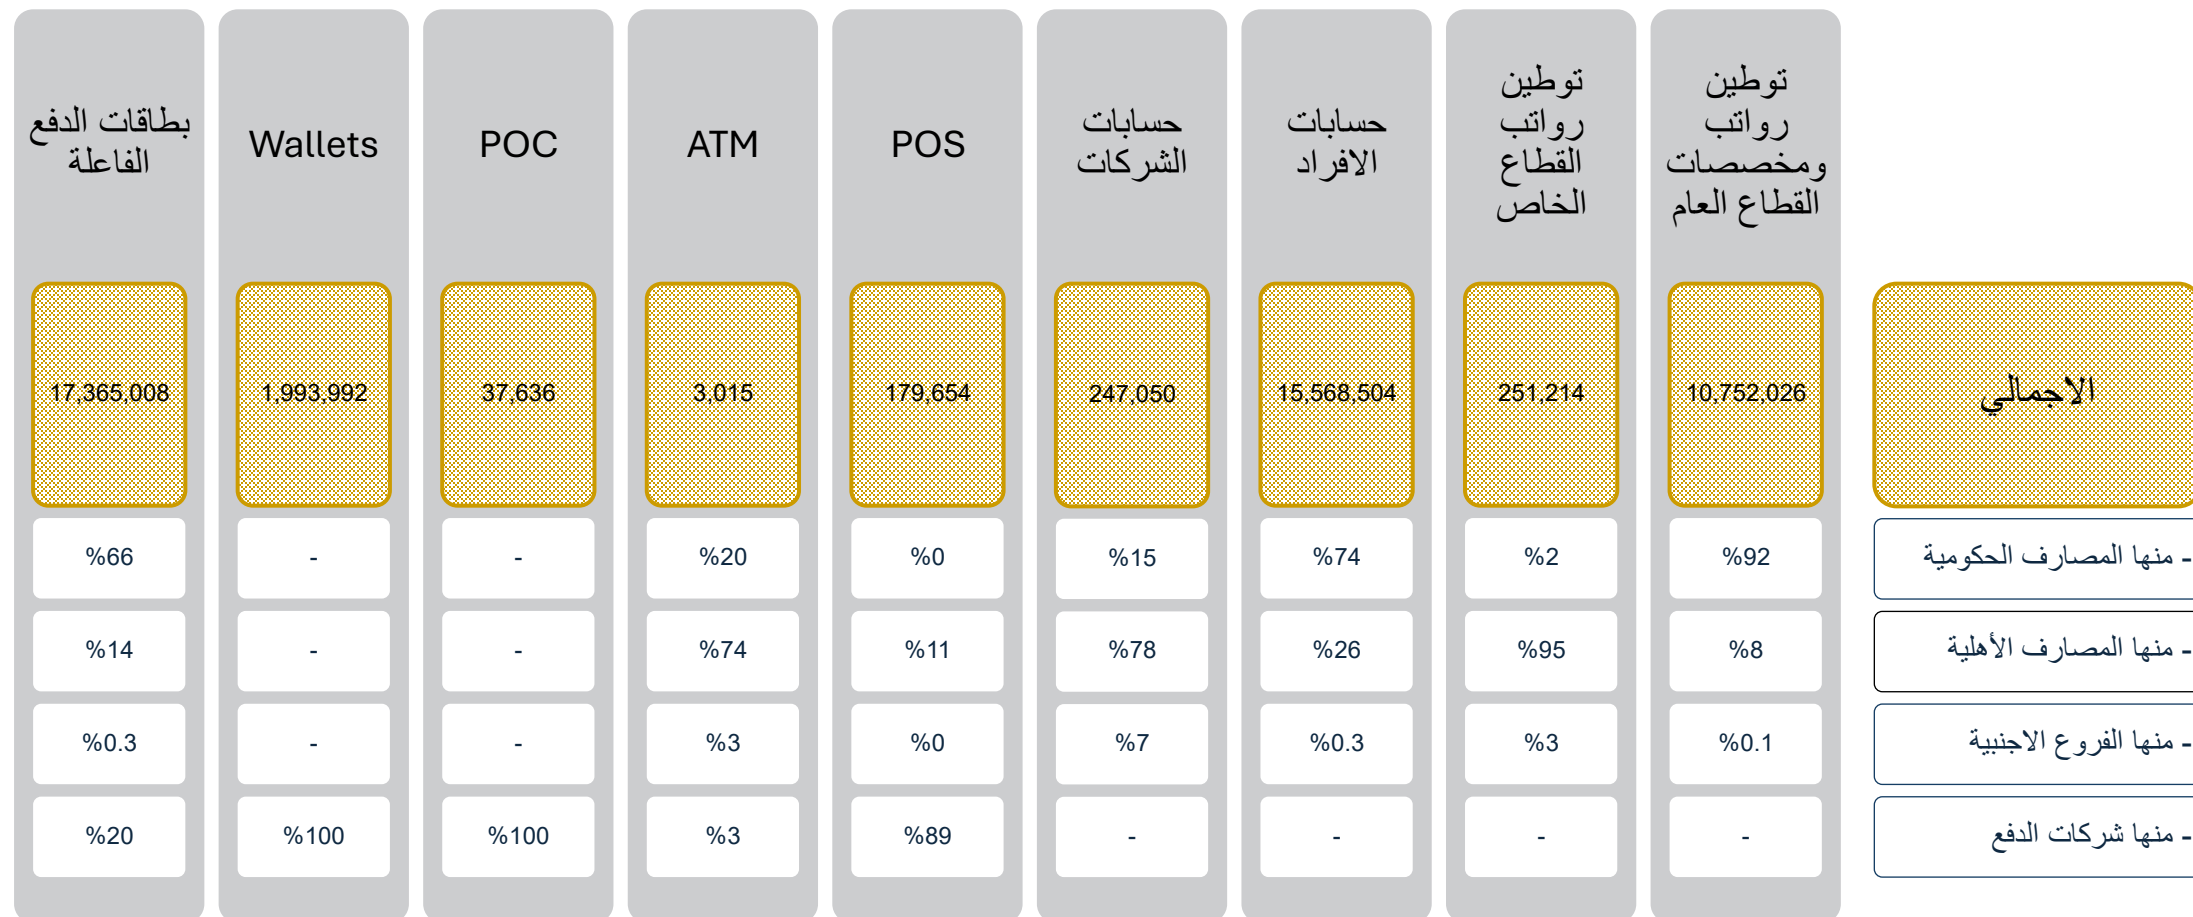 توطين
رواتب
ومخصصات
القطاع العام
توطين
رواتب
القطاع
الخاص
حسابات
الافراد
حسابات
الشركات
POS
ATM
POC
Wallets
بطاقات الدفع
الفاعلة
الاجمالي
10,752,026
251,214
15,568,504
247,050
179,654
3,015
37,636
1,993,992
17,365,008
- منها المصارف الحكومية
%92
%2
%74
%15
%0
%20
-
-
%66
- منها المصارف الأهلية
%8
%95
%26
%78
%11
%74
-
-
%14
- منها الفروع الاجنبية
%0.1
%3
%0.3
%7
%0
%3
-
-
%0.3
- منها شركات الدفع
-
-
-
-
%89
%3
%100
%100
%20